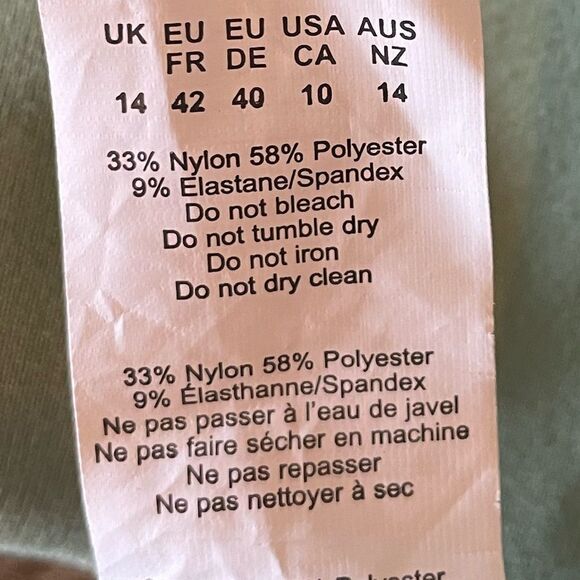 UK EU EU USA AUS
FR DE CA NZ
14 42 40 10 14
33% Nylon 58% Polyester
9% Elastane/Spandex
Do not bleach
Do not tumble dry
Do not iron
Do not dry clean
33% Nylon 58% Polyester
9% Élasthanne/Spandex
Ne pas passer à l'eau de javel
Ne pas faire sécher en machine
Ne pas repasser
Ne pas nettoyer à sec
Polyester